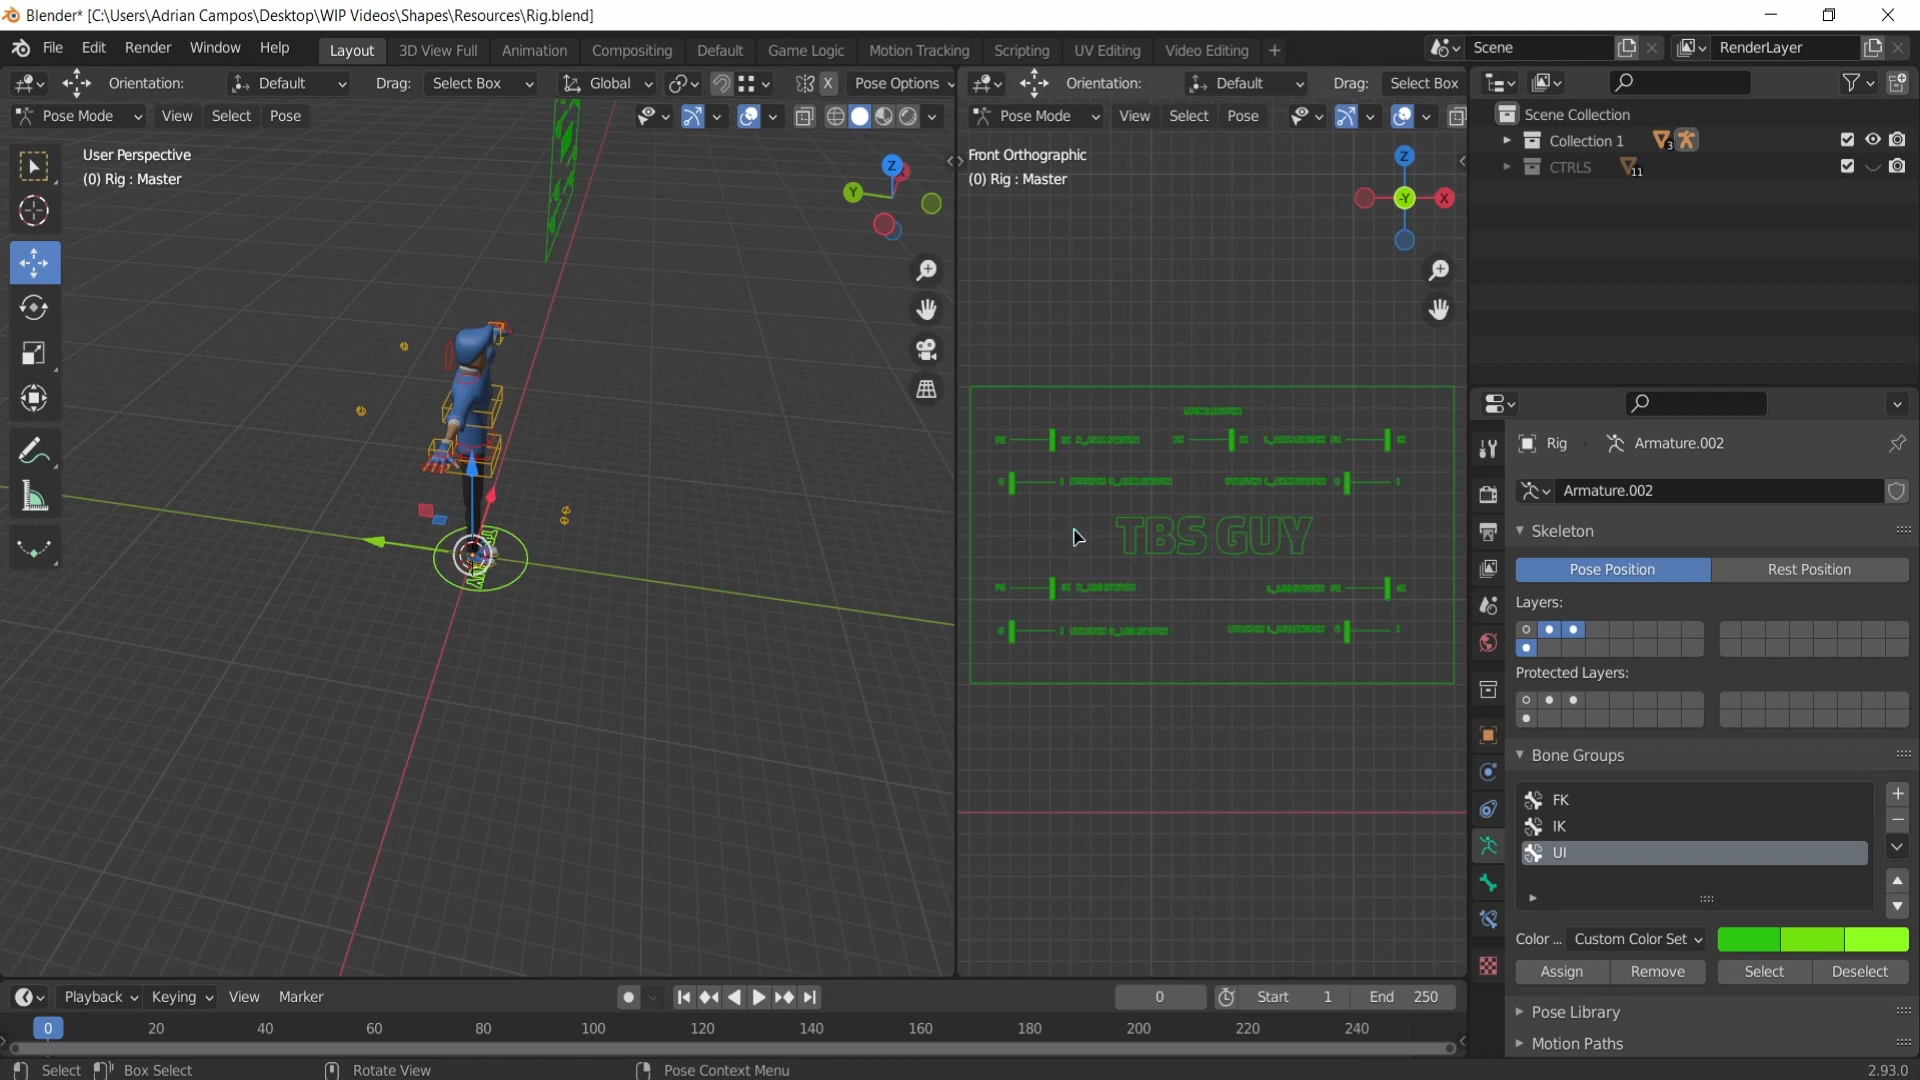 Blender* [C:\Users\Adrian Campos\Desktop\WIP Videos\Shapes\Resources\Rig.blend]
File Edit Render Window Help Layout 3D View Full Animation Compositing Default Game Logic Motion Tracking Scripting UV Editing Video Editing + Scene RenderLayer
Orientation: Default Drag: Select Box Global X Pose Options Orientation: Default Drag: Select Box
Pose Mode View Select Pose Pose Mode View Select Pose
Scene Collection
Collection 1 3
CTRLS 11
User Perspective
(0) Rig : Master
Z
Y
Front Orthographic
(0) Rig : Master
Z
-Y X
TBS GUY
Rig Armature.002
Armature.002
Skeleton
Pose Position Rest Position
Layers:
Protected Layers:
Bone Groups
FK
IK
UI
Color ... Custom Color Set
Assign Remove Select Deselect
Pose Library
Motion Paths
Playback Keying View Marker 0 Start 1 End 250
0 20 40 60 80 100 120 140 160 180 200 220 240
Select Box Select Rotate View Pose Context Menu 2.93.0